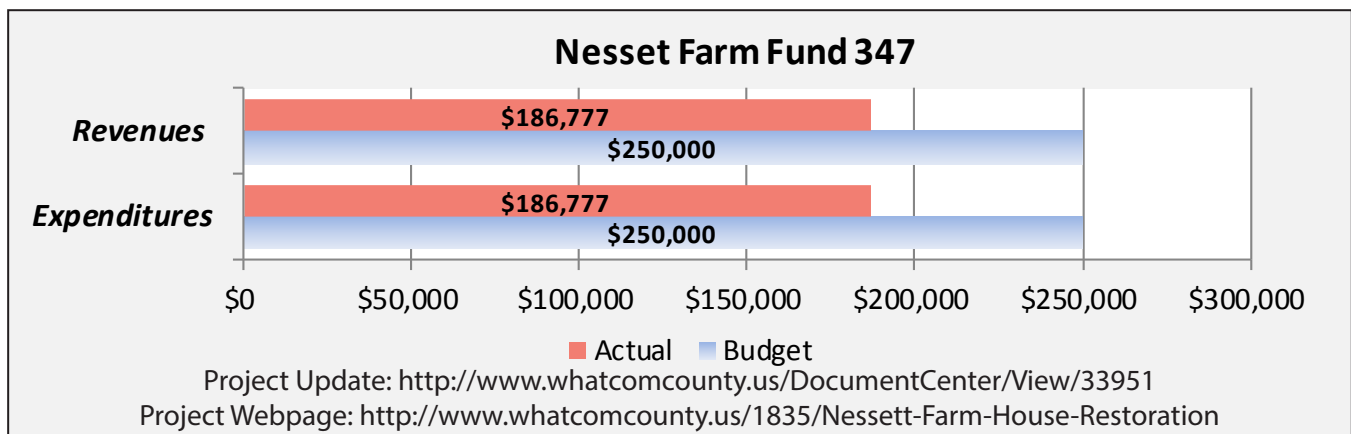 Nesset Farm Fund 347
Revenues
$186,777
$250,000
Expenditures
$186,777
$250,000
$0 $50,000 $100,000 $150,000 $200,000 $250,000 $300,000
Actual Budget
Project Update: http://www.whatcomcounty.us/DocumentCenter/View/33951
Project Webpage: http://www.whatcomcounty.us/1835/Nessett-Farm-House-Restoration